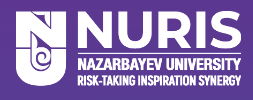 NURIS
NAZARBAYEV UNIVERSITY
RISK-TAKING INSPIRATION SYNERGY